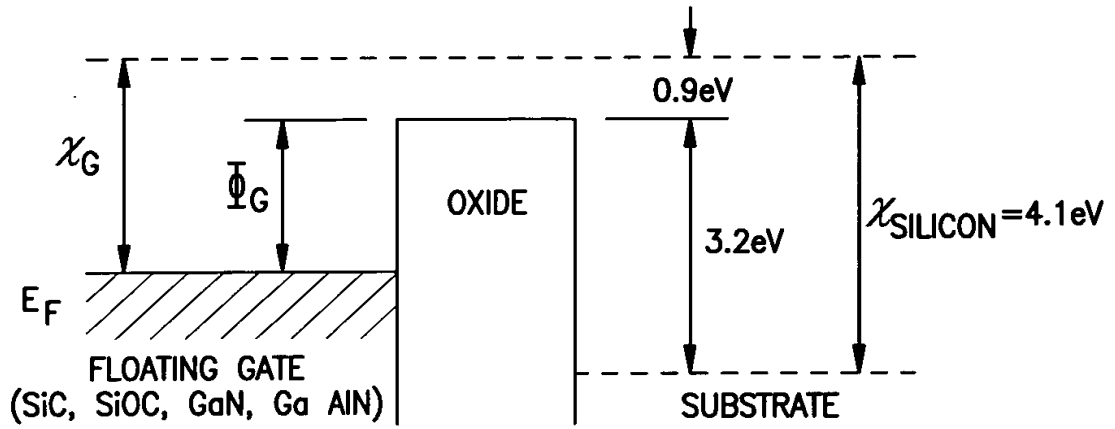 0.9eV
χG
ΦG
OXIDE
3.2eV
χSILICON=4.1eV
EF
FLOATING GATE
(SiC, SiOC, GaN, Ga AlN)
SUBSTRATE